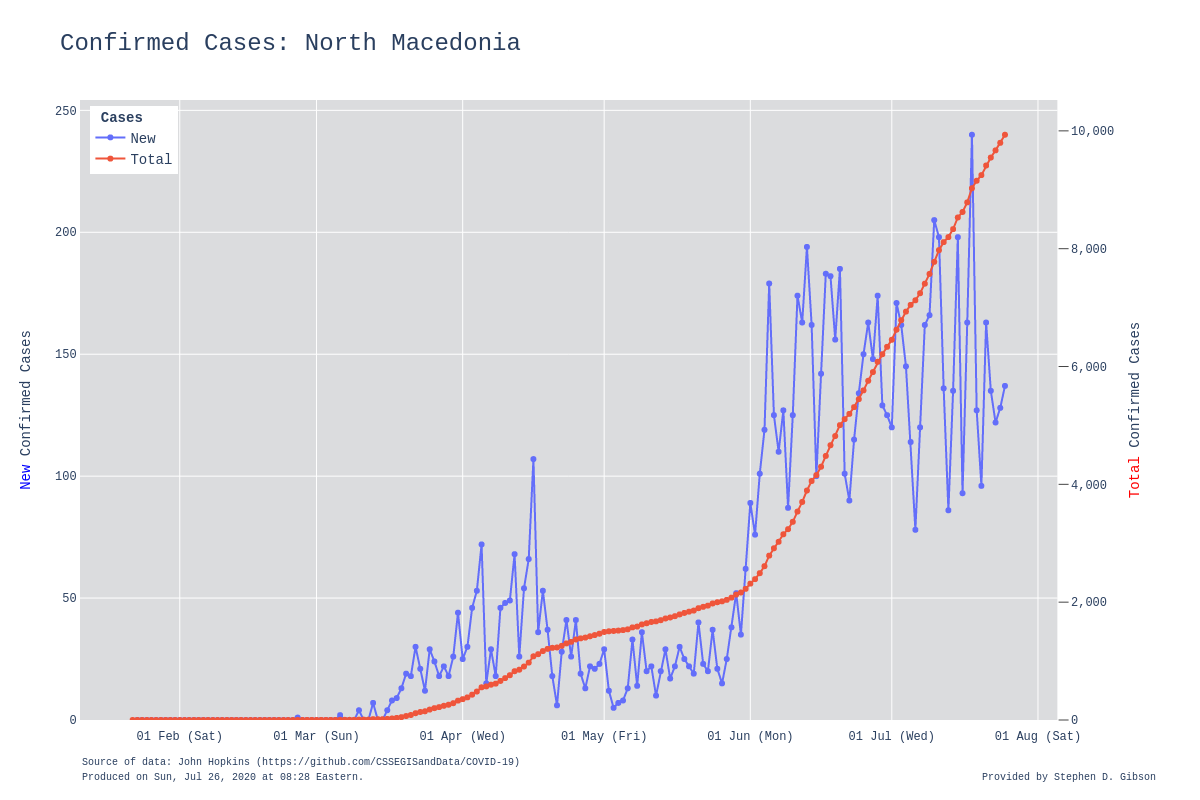 Confirmed Cases: North Macedonia
Cases
New
Total
250
200
150
100
50
0
10,000
8,000
6,000
4,000
2,000
0
New Confirmed Cases
Total Confirmed Cases
01 Feb (Sat)
01 Mar (Sun)
01 Apr (Wed)
01 May (Fri)
01 Jun (Mon)
01 Jul (Wed)
01 Aug (Sat)
Source of data: John Hopkins (https://github.com/CSSEGISandData/COVID-19)
Produced on Sun, Jul 26, 2020 at 08:28 Eastern.
Provided by Stephen D. Gibson